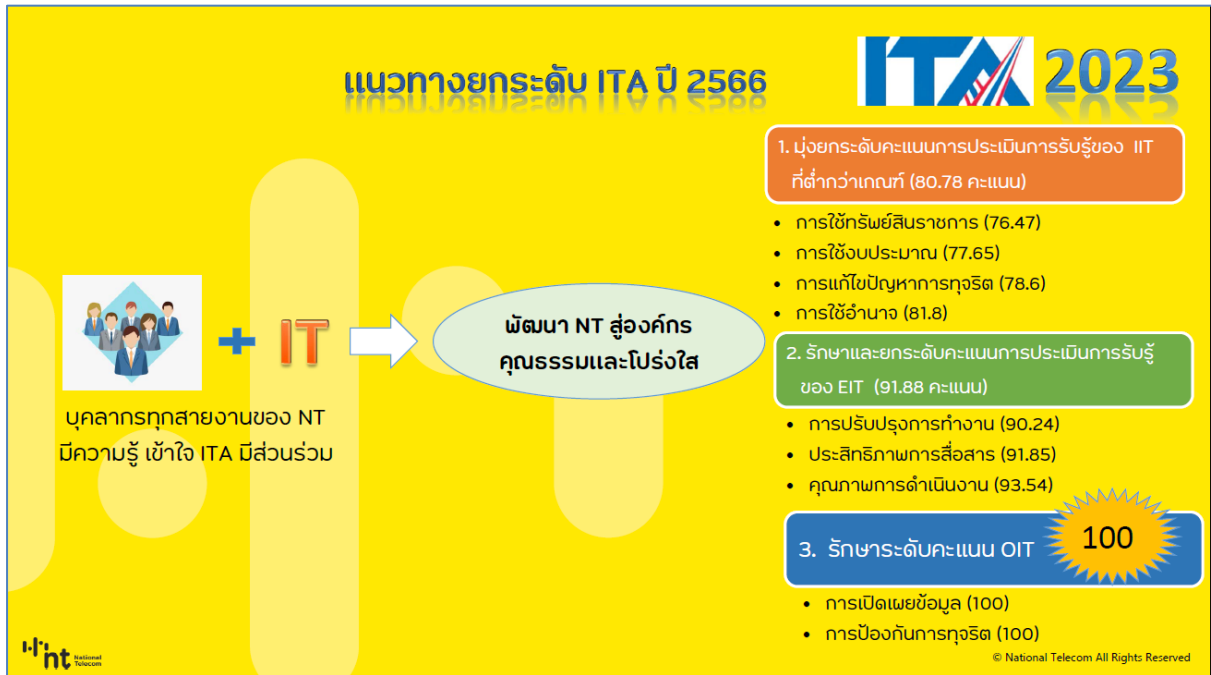 แนวทางยกระดับ ITA ปี 2566
ITA 2023
1. มุ่งยกระดับคะแนนการประเมินการรับรู้ของ IIT
ที่ต่ำกว่าเกณฑ์ (80.78 คะแนน)
• การใช้ทรัพย์สินราชการ (76.47)
• การใช้งบประมาณ (77.65)
• การแก้ไขปัญหาการทุจริต (78.6)
• การใช้อำนาจ (81.8)
+ IT
บุคลากรทุกสายงานของ NT
มีความรู้ เข้าใจ ITA มีส่วนร่วม
พัฒนา NT สู่องค์กร
คุณธรรมและโปร่งใส
2. รักษาและยกระดับคะแนนการประเมินการรับรู้
ของ EIT (91.88 คะแนน)
• การปรับปรุงการทำงาน (90.24)
• ประสิทธิภาพการสื่อสาร (91.85)
• คุณภาพการดำเนินงาน (93.54)
3. รักษาระดับคะแนน OIT 100
• การเปิดเผยข้อมูล (100)
• การป้องกันการทุจริต (100)
nt National
Telecom
© National Telecom All Rights Reserved